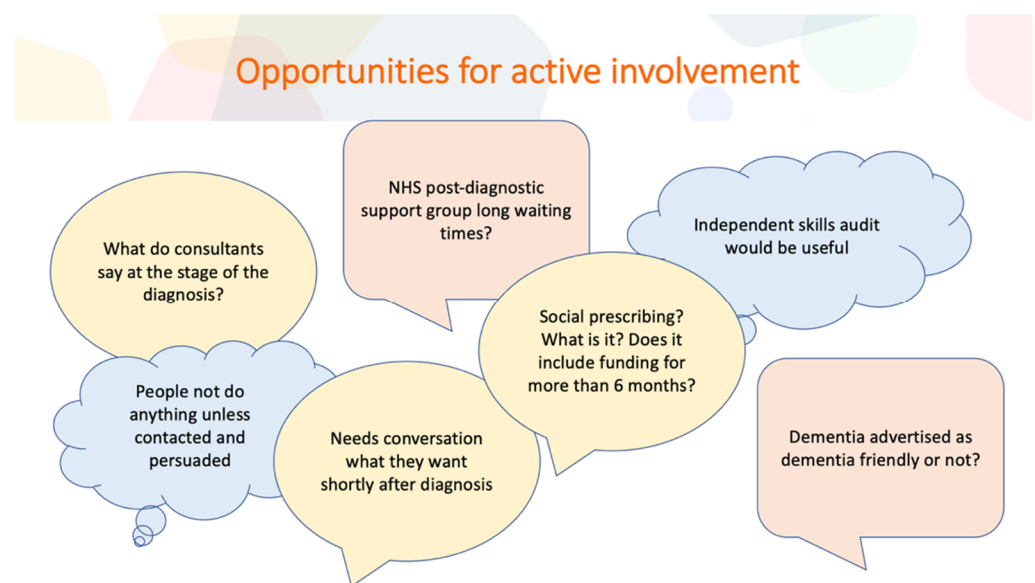 Opportunities for active involvement
NHS post-diagnostic
support group long waiting
times?
Independent skills audit
would be useful
What do consultants
say at the stage of the
diagnosis?
Social prescribing?
What is it? Does it
include funding for
more than 6 months?
People not do
anything unless
contacted and
persuaded
Needs conversation
what they want
shortly after diagnosis
Dementia advertised as
dementia friendly or not?